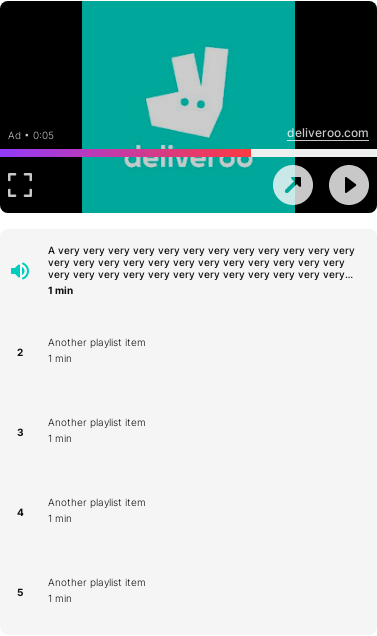 Ad • 0:05
deliveroo.com
deliveroo
A very very very very very very very very very very very very
very very very very very very very very very very very very
very very very very very very very very very very very very...
1 min
2
Another playlist item
1 min
3
Another playlist item
1 min
4
Another playlist item
1 min
5
Another playlist item
1 min